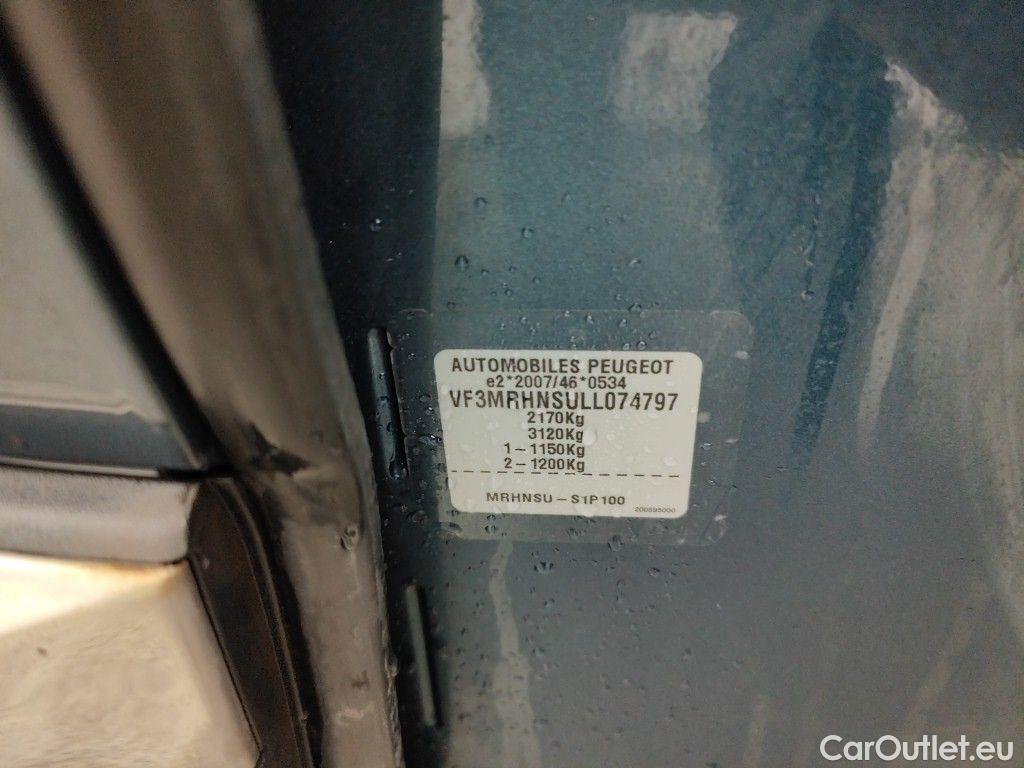 AUTOMOBILES PEUGEOT
e2*2007/46*0534
VF3MRHNSULL074797
2170Kg
3120Kg
1-1150Kg
2-1200Kg
MRHNSU-S1P100
200595000
CarOutlet.eu